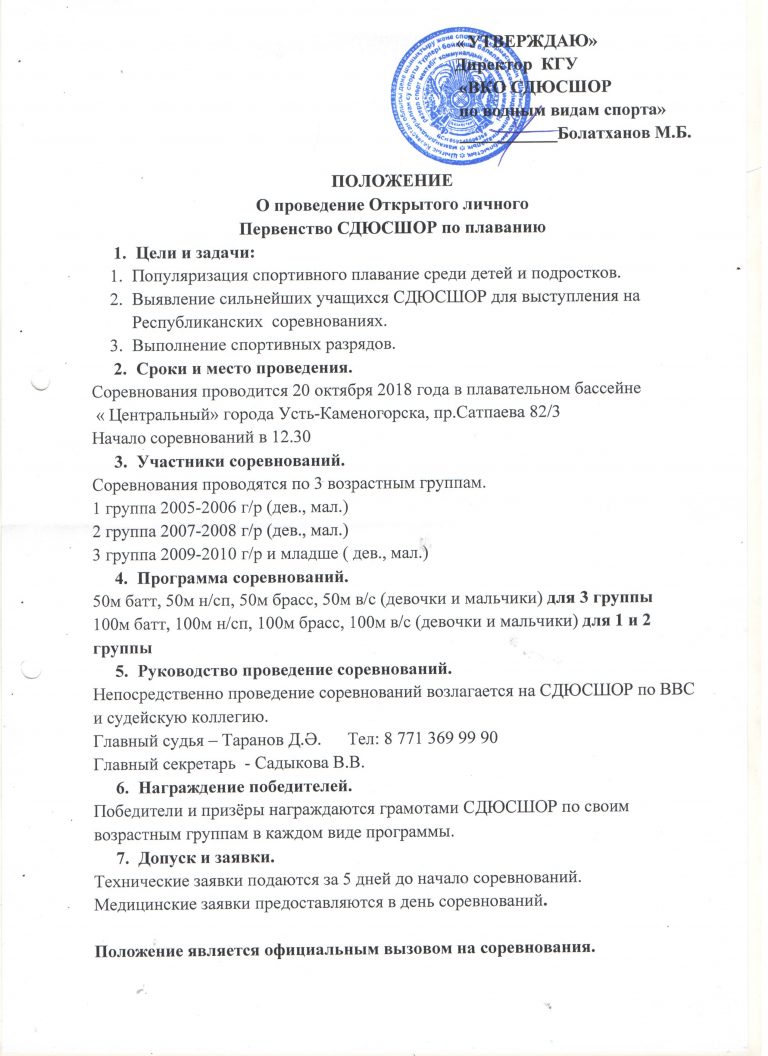 « УТВЕРЖДАЮ»
Директор КГУ
«ВКО СДЮСШОР
по водным видам спорта»
__________Болатханов М.Б.
ПОЛОЖЕНИЕ
О проведение Открытого личного
Первенство СДЮСШОР по плаванию
1. Цели и задачи:
1. Популяризация спортивного плавание среди детей и подростков.
2. Выявление сильнейших учащихся СДЮСШОР для выступления на
Республиканских соревнованиях.
3. Выполнение спортивных разрядов.
2. Сроки и место проведения.
Соревнования проводится 20 октября 2018 года в плавательном бассейне
« Центральный» города Усть-Каменогорска, пр.Сатпаева 82/3
Начало соревнований в 12.30
3. Участники соревнований.
Соревнования проводятся по 3 возрастным группам.
1 группа 2005-2006 г/р (дев., мал.)
2 группа 2007-2008 г/р (дев., мал.)
3 группа 2009-2010 г/р и младше ( дев., мал.)
4. Программа соревнований.
50м батт, 50м н/сп, 50м брасс, 50м в/с (девочки и мальчики) для 3 группы
100м батт, 100м н/сп, 100м брасс, 100м в/с (девочки и мальчики) для 1 и 2
группы
5. Руководство проведение соревнований.
Непосредственно проведение соревнований возлагается на СДЮСШОР по ВВС
и судейскую коллегию.
Главный судья – Таранов Д.Ә. Тел: 8 771 369 99 90
Главный секретарь - Садыкова В.В.
6. Награждение победителей.
Победители и призёры награждаются грамотами СДЮСШОР по своим
возрастным группам в каждом виде программы.
7. Допуск и заявки.
Технические заявки подаются за 5 дней до начало соревнований.
Медицинские заявки предоставляются в день соревнований.
Положение является официальным вызовом на соревнования.